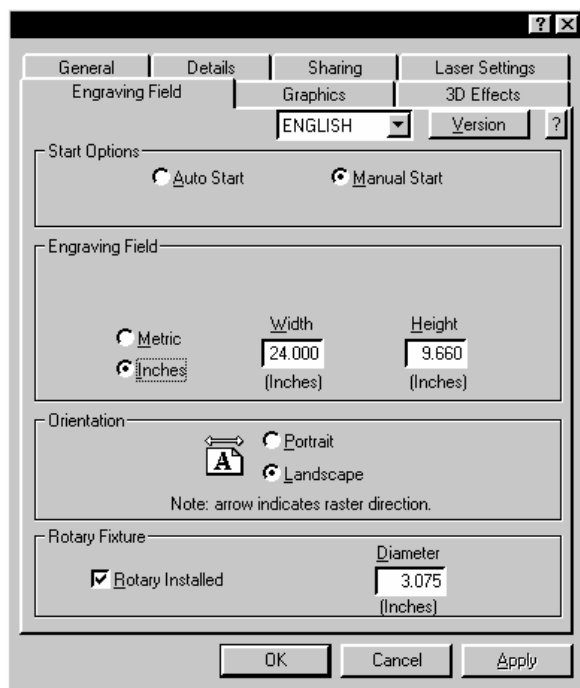 ?
General Details Sharing Laser Settings
Engraving Field Graphics 3D Effects
ENGLISH Version ?
Start Options
Auto Start Manual Start
Engraving Field
Width Height
Metric
24.000 9.660
Inches
(Inches) (Inches)
Orientation
Portrait
A
Landscape
Note: arrow indicates raster direction.
Rotary Fixture
Diameter
Rotary Installed 3.075
(Inches)
OK Cancel Apply